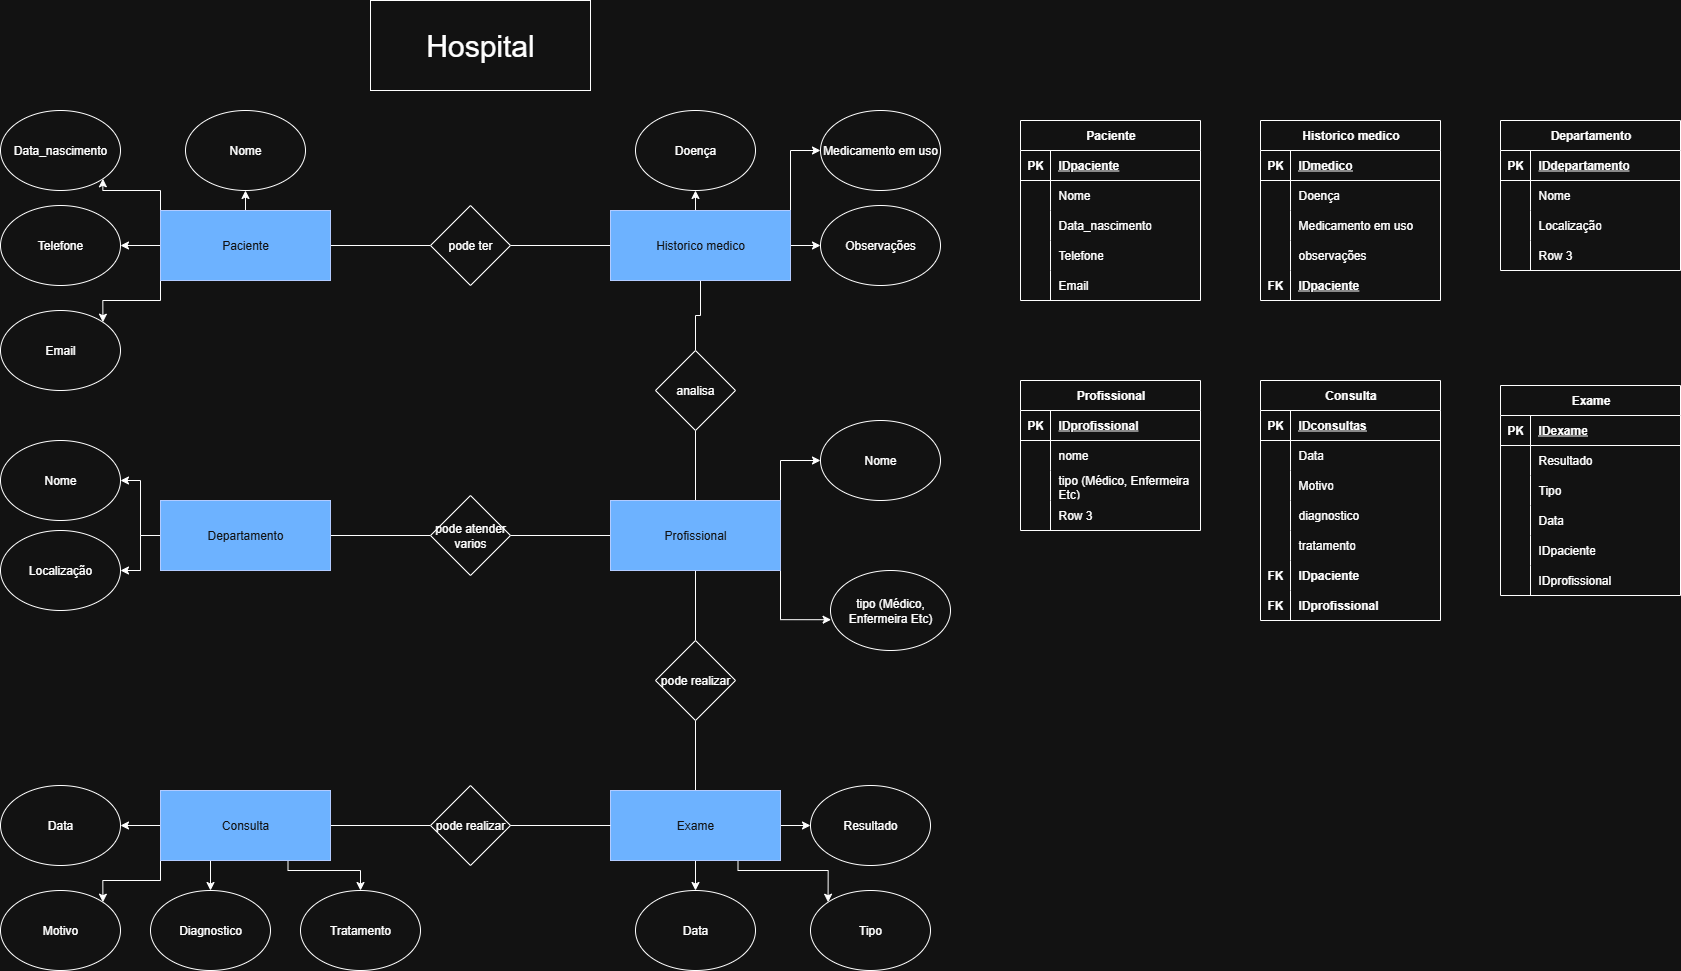 Hospital
Data_nascimento
Nome
Telefone
Paciente
Email
pode ter
Doença
Medicamento em uso
Historico medico
Observações
analisa
Nome
Departamento
Localização
pode atender
varios
Profissional
Nome
tipo (Médico,
Enfermeira Etc)
pode realizar
Data
Consulta
pode realizar
Exame
Resultado
Motivo
Diagnostico
Tratamento
Data
Tipo
Paciente
PK IDpaciente
Nome
Data_nascimento
Telefone
Email
Historico medico
PK IDmedico
Doença
Medicamento em uso
observações
FK IDpaciente
Departamento
PK IDdepartamento
Nome
Localização
Row 3
Profissional
PK IDprofissional
nome
tipo (Médico, Enfermeira
Etc)
Row 3
Consulta
PK IDconsultas
Data
Motivo
diagnostico
tratamento
FK IDpaciente
FK IDprofissional
Exame
PK IDexame
Resultado
Tipo
Data
IDpaciente
IDprofissional